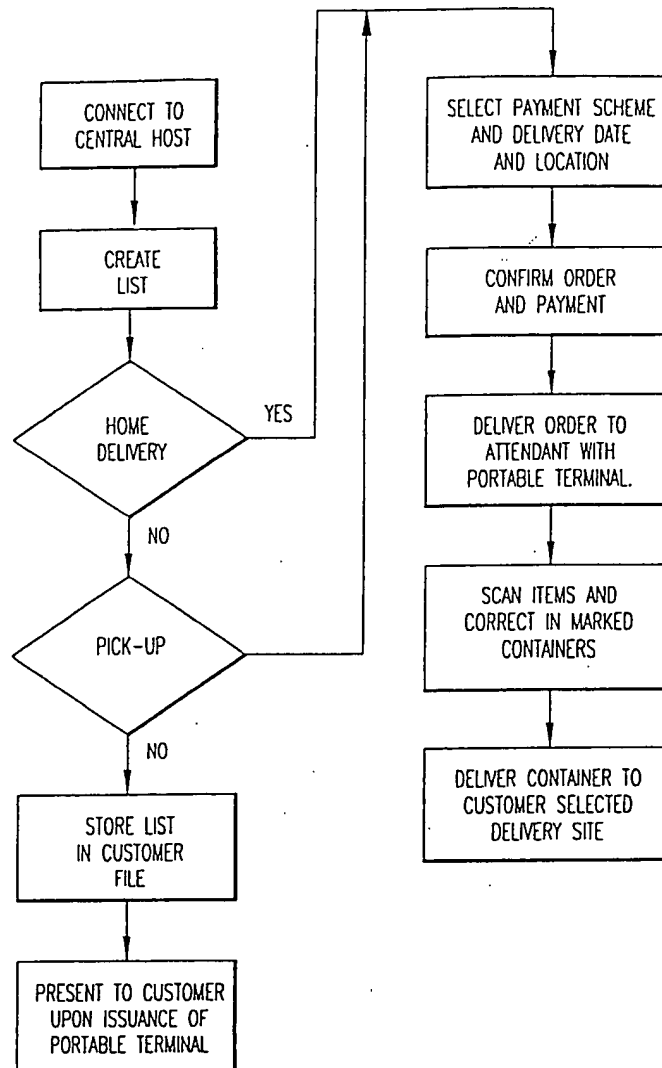 CONNECT TO
CENTRAL HOST
CREATE
LIST
HOME
DELIVERY
YES
NO
PICK-UP
NO
STORE LIST
IN CUSTOMER
FILE
PRESENT TO CUSTOMER
UPON ISSUANCE OF
PORTABLE TERMINAL
SELECT PAYMENT SCHEME
AND DELIVERY DATE
AND LOCATION
CONFIRM ORDER
AND PAYMENT
DELIVER ORDER TO
ATTENDANT WITH
PORTABLE TERMINAL.
SCAN ITEMS AND
CORRECT IN MARKED
CONTAINERS
DELIVER CONTAINER TO
CUSTOMER SELECTED
DELIVERY SITE